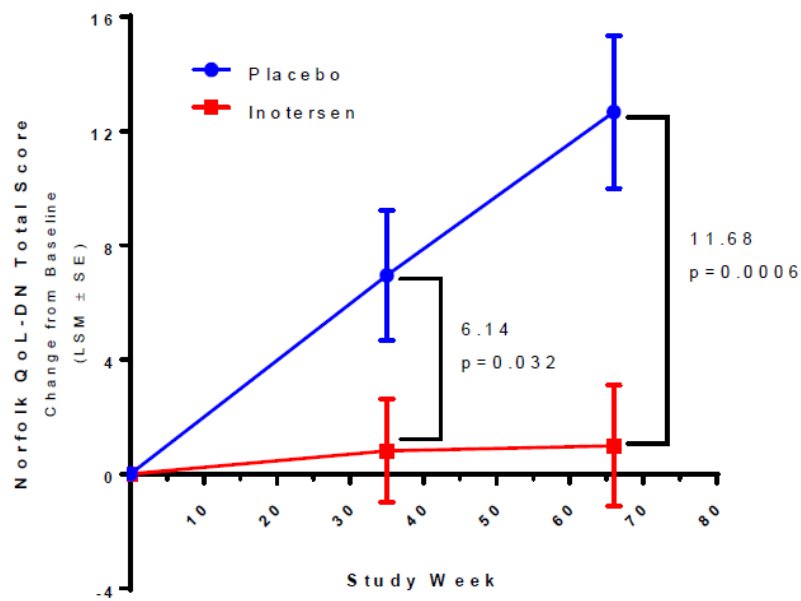 Norfolk QoL-DN Total Score
Change from Baseline
(LSM ± SE)
16
12
8
4
0
-4
Placebo
Inotersen
6.14
p=0.032
11.68
p=0.0006
10
20
30
40
50
60
70
80
Study Week